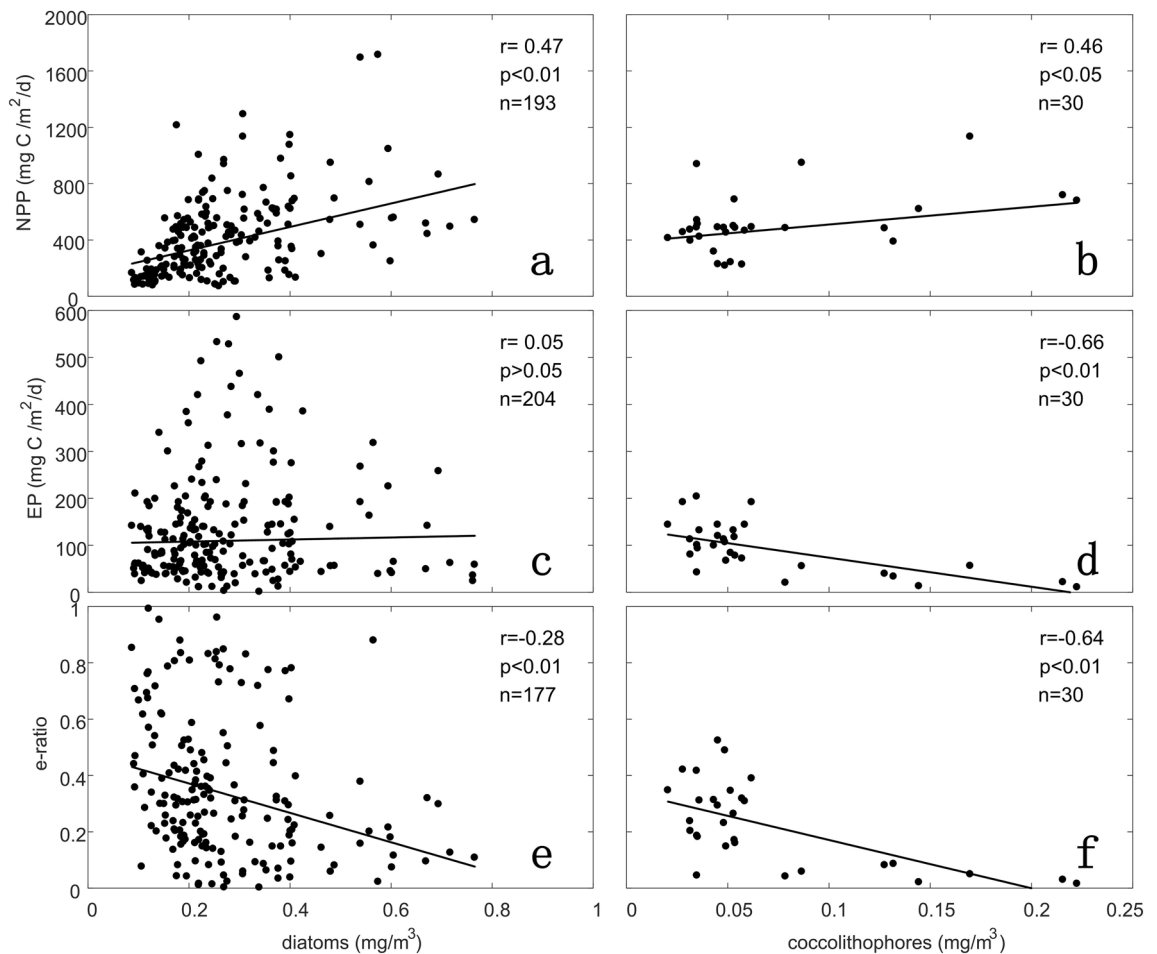 2000
1600
1200
800
400
0
NPP (mg C /m²/d)
r= 0.47
p<0.01
n=193
a
r= 0.46
p<0.05
n=30
b
600
500
400
300
200
100
0
EP (mg C /m²/d)
r= 0.05
p>0.05
n=204
c
r=-0.66
p<0.01
n=30
d
1
0.8
0.6
0.4
0.2
0
e-ratio
r=-0.28
p<0.01
n=177
e
r=-0.64
p<0.01
n=30
f
0 0.2 0.4 0.6 0.8 1
diatoms (mg/m³)
0 0.05 0.1 0.15 0.2 0.25
coccolithophores (mg/m³)